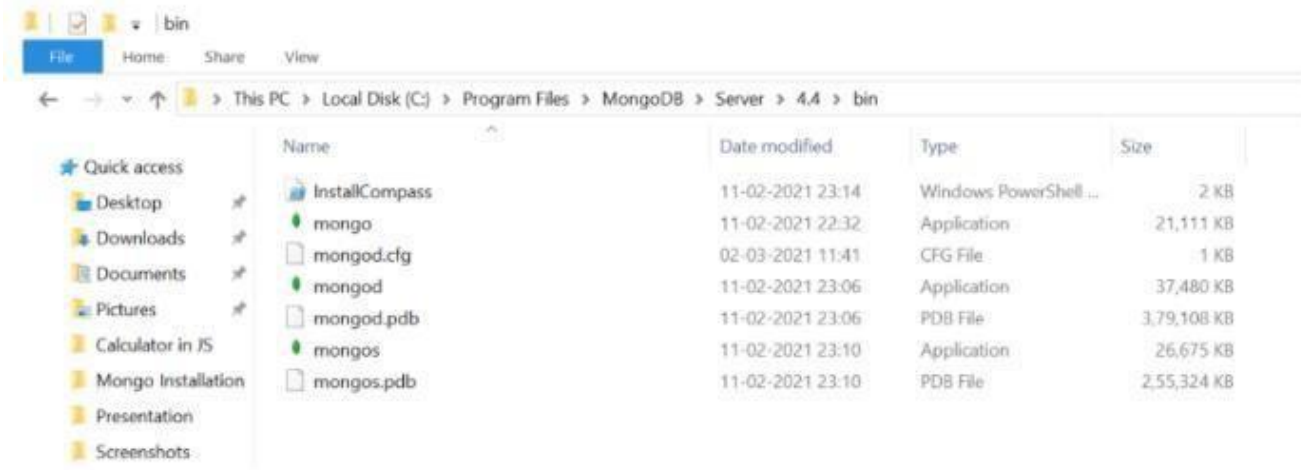 bin
File Home Share View
This PC > Local Disk (C:) > Program Files > MongoDB > Server > 4.4 > bin
Name Date modified Type Size
Quick access
Desktop
Downloads
Documents
Pictures
Calculator in JS
Mongo Installation
Presentation
Screenshots
InstallCompass 11-02-2021 23:14 Windows PowerShell ... 2 KB
mongo 11-02-2021 22:32 Application 21,111 KB
mongod.cfg 02-03-2021 11:41 CFG File 1 KB
mongod 11-02-2021 23:06 Application 37,480 KB
mongod.pdb 11-02-2021 23:06 PDB File 3,79,108 KB
mongos 11-02-2021 23:10 Application 26,675 KB
mongos.pdb 11-02-2021 23:10 PDB File 2,55,324 KB